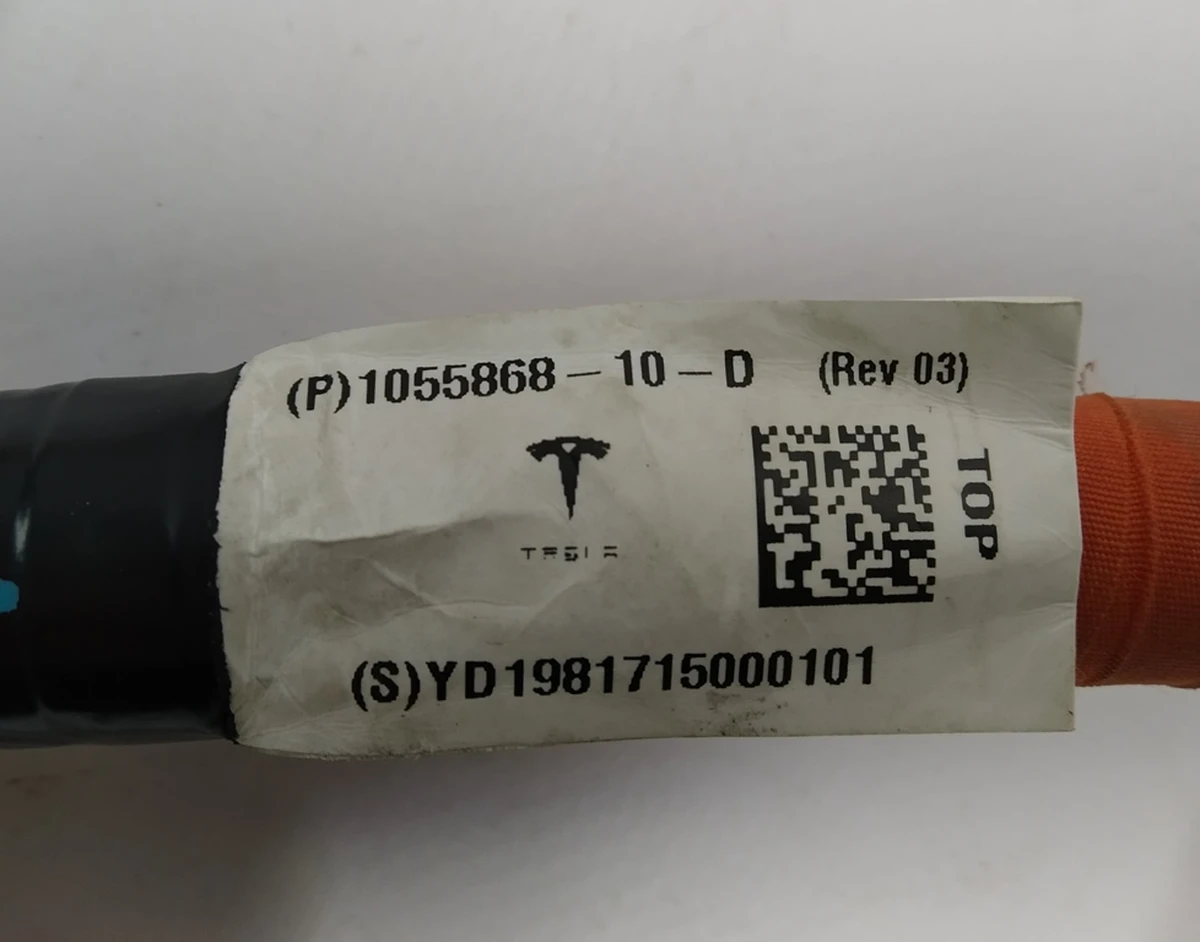 (P)1055868-10-D (Rev 03)
TESLA
TOP
(S)YD1981715000101